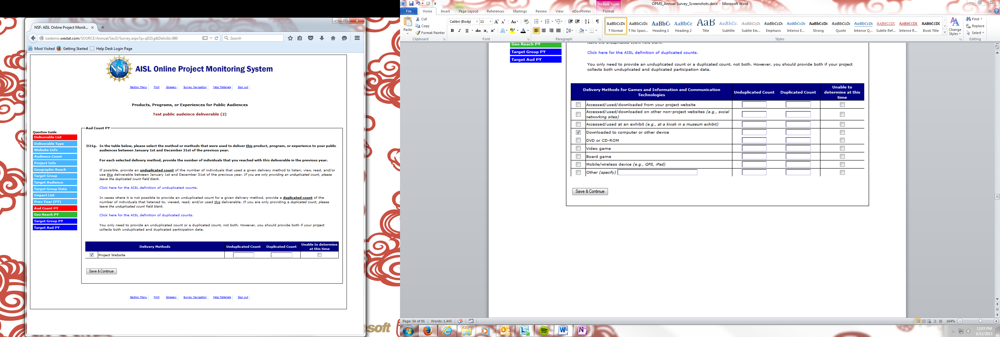 NSF: AISL Online Project Monit...
isedemo.westat.com/SOURCE/Annual/SecD/Survey.aspx?q=qD21g&DelivId=980
Search
Most Visited Getting Started Help Desk Login Page
NSF
AISL Online Project Monitoring System
Section Menu Print Glossary Survey Navigation Help Materials Sign out
Products, Programs, or Experiences for Public Audiences
Test public audeince deliverable (2)
Question Guide
Deliverable List
Deliverable Type
Website Info
Audience Count
Project Info
Geographic Reach
Target Group
Target Audience
Target Group Data
Impact List
Prev Year (PY)
Aud Count PY
Geo Reach PY
Target Group PY
Target Aud PY
Aud Count PY
D21g. In the table below, please select the method or methods that were used to deliver this product, program, or experience to your public
audiences between January 1st and December 31st of the previous year.
For each selected delivery method, provide the number of individuals that you reached with this deliverable in the previous year.
If possible, provide an unduplicated count of the number of individuals that used a given delivery method to listen, view, read, and/or
use this deliverable between January 1st and December 31st of the previous year. If you are only providing an unduplicated count, please
leave the duplicated count field blank.
Click here for the AISL definition of unduplicated counts.
In cases where it is not possible to provide an unduplicated count for a given delivery method, provide a duplicated count of the
number of individuals that listened to, viewed, read, and/or used this deliverable. If you are only providing a duplicated count, please
leave the unduplicated count field blank.
Click here for the AISL definition of duplicated counts.
You only need to provide an unduplicated count or a duplicated count, not both. However, you should provide both if your project
collects both unduplicated and duplicated participation data.
Delivery Methods Unduplicated Count Duplicated Count Unable to determine
at this time
Project Website
Save & Continue
Section Menu Print Glossary Survey Navigation Help Materials Sign out
soft
Picture Tools
OPMS_Annual Survey_Screenshots.docx - Microsoft Word
File Home Insert Page Layout References Mailings Review View eDocPrinter Format
Paste
Cut
Copy
Format Painter
Clipboard
Calibri (Body) 11
Font
Paragraph
AaBbCcDc AaBbCcDc AaBbC AaBbCc AaB AaBbCc. AaBbCcDc AaBbCcDc AaBbCcDc AaBbCcDc AaBbCcDc AaBbCcDc AaBbCcDc AaBbCcDc AaBbCcDc
¶ Normal ¶ No Spaci... Heading 1 Heading 2 Title Subtitle Subtle Em... Emphasis Intense E... Strong Quote Intense Q... Subtle Ref... Intense R... Book Title
Styles
Change
Styles
Find
Replace
Select
Editing
Geo Reach PY
Target Group PY
Target Aud PY
leave the unduplicated count field blank.
Click here for the AISL definition of duplicated counts.
You only need to provide an unduplicated count or a duplicated count, not both. However, you should provide both if your project
collects both unduplicated and duplicated participation data.
Delivery Methods for Games and Information and Communication
Technologies
Unduplicated Count Duplicated Count
Unable to
determine at this
time
Accessed/used/downloaded from your project website
Accessed/used/downloaded on other non-project websites (e.g., social
networking sites)
Accessed/used at an exhibit (e.g., at a kiosk in a museum exhibit)
Downloaded to computer or other device
DVD or CD-ROM
Video game
Board game
Mobile/wireless device (e.g., GPS, iPad)
Other (specify)
Save & Continue
Page: 54 of 91 Words: 1,445
164%
12:03 PM
6/12/2015